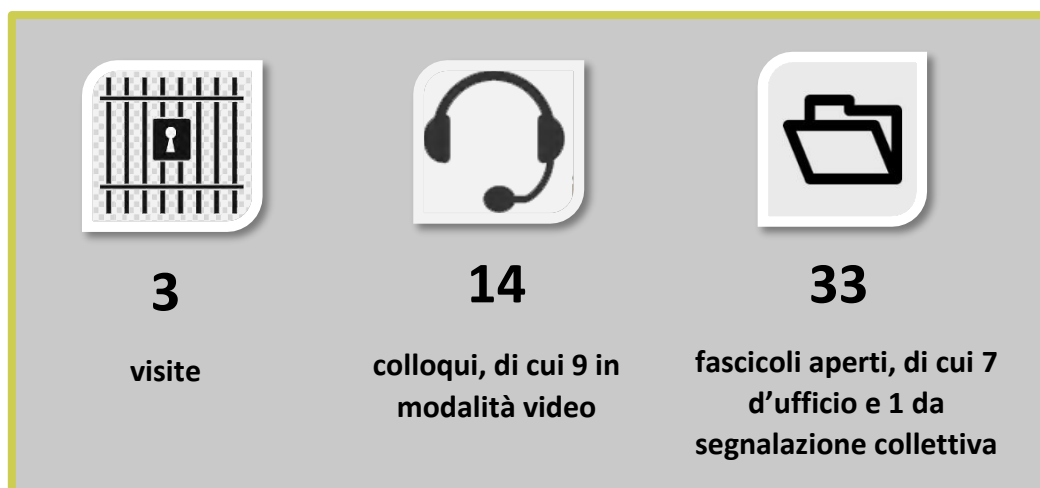 3
visite
14
colloqui, di cui 9 in
modalità video
33
fascicoli aperti, di cui 7
d’ufficio e 1 da
segnalazione collettiva